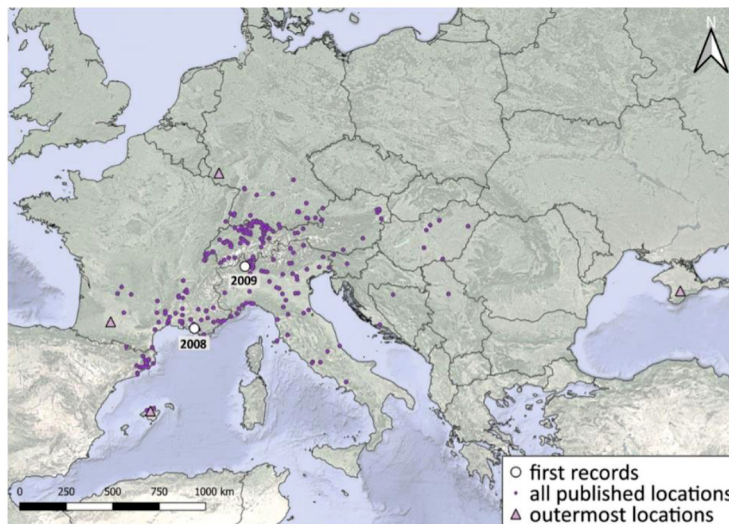 N
2009
2008
first records
all published locations
outermost locations
0 250 500 750 1000 km